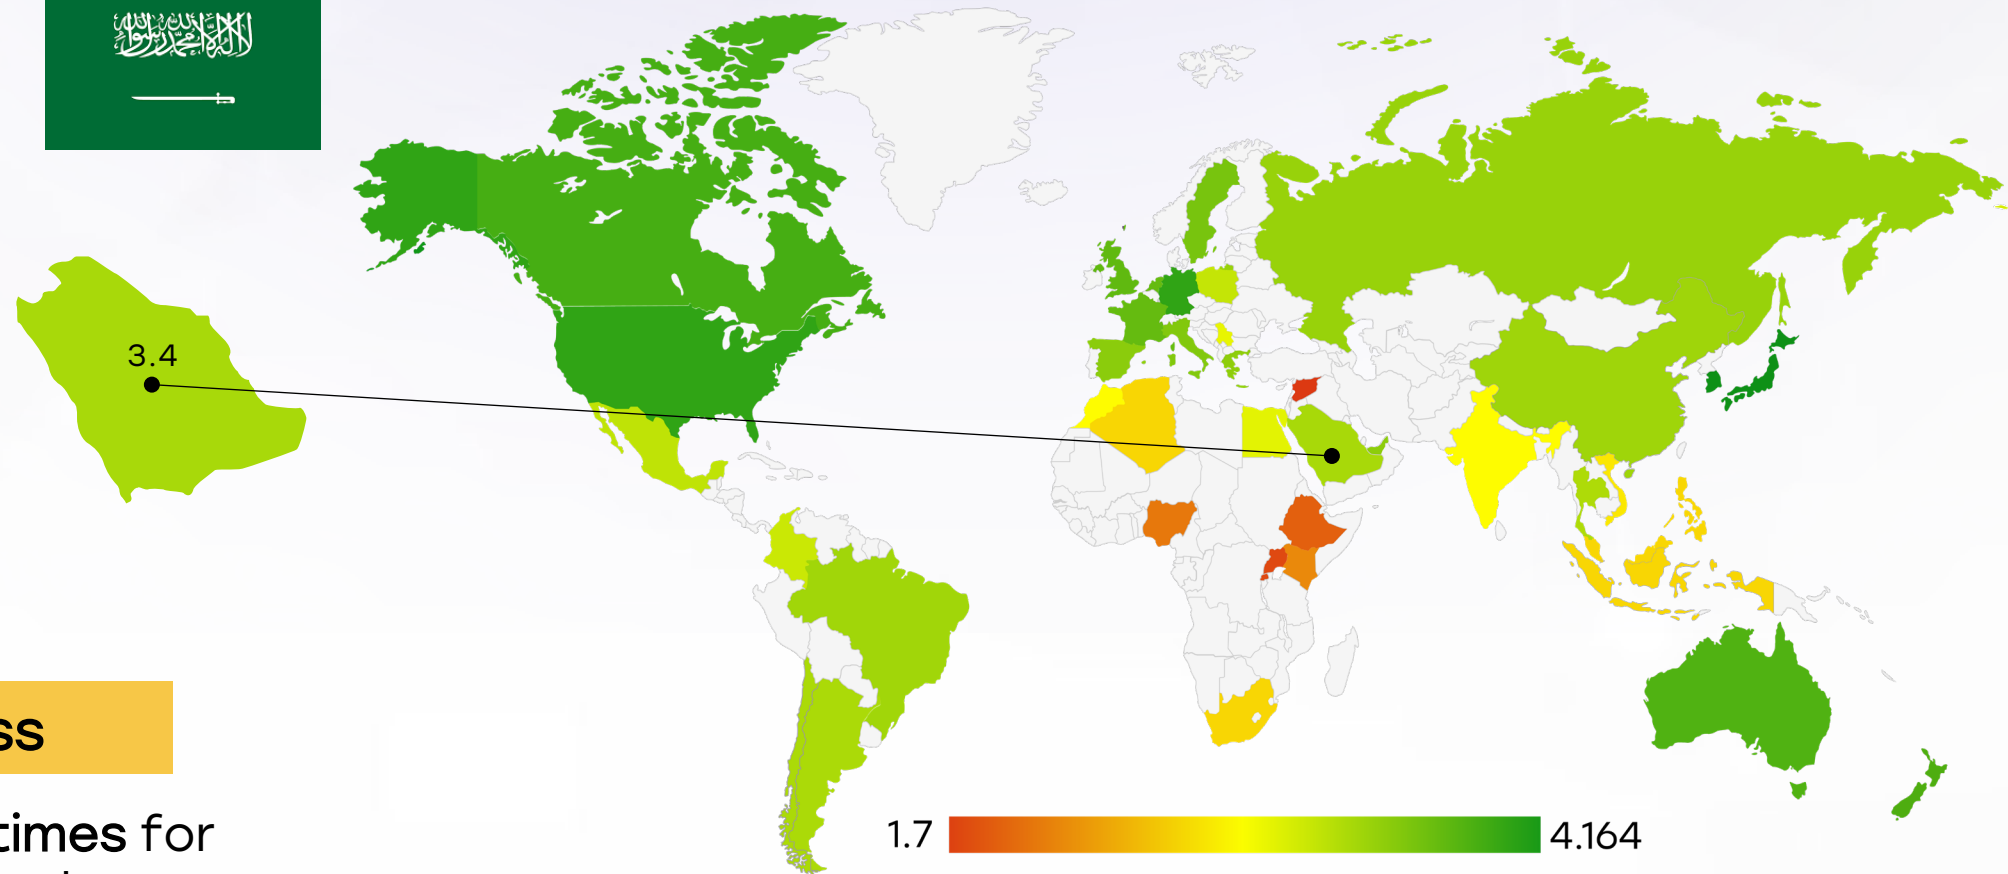 لا إله إلا الله محمد رسول الله
3.4
ss
times for
1.7
4.164